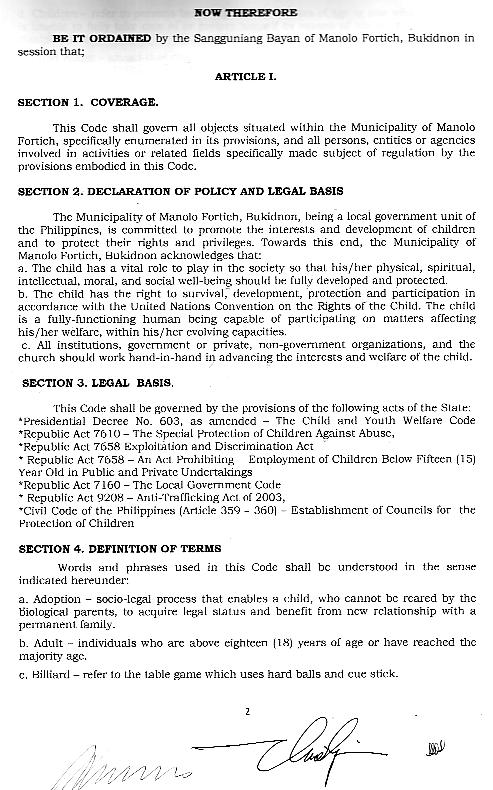 NOW THEREFORE
BE IT ORDAINED by the Sangguniang Bayan of Manolo Fortich, Bukidnon in
session that;
ARTICLE I.
SECTION 1. COVERAGE.
This Code shall govern all objects situated within the Municipality of Manolo
Fortich, specifically enumerated in its provisions, and all persons, entities or agencies
involved in activities or related fields specifically made subject of regulation by the
provisions embodied in this Code.
SECTION 2. DECLARATION OF POLICY AND LEGAL BASIS
The Municipality of Manolo Fortich, Bukidnon, being a local government unit of
the Philippines, is committed to promote the interests and development of children
and to protect their rights and privileges. Towards this end, the Municipality of
Manolo Fortich, Bukidnon acknowledges that:
a. The child has a vital role to play in the society so that his/her physical, spiritual,
intellectual, moral, and social well-being should be fully developed and protected.
b. The child has the right to survival, development, protection and participation in
accordance with the United Nations Convention on the Rights of the Child. The child
is a fully-functioning human being capable of participating on matters affecting
his/her welfare, within his/her evolving capacities.
c. All institutions, government or private, non-government organizations, and the
church should work hand-in-hand in advancing the interests and welfare of the child.
SECTION 3. LEGAL BASIS.
This Code shall be governed by the provisions of the following acts of the State:
*Presidential Decree No. 603, as amended – The Child and Youth Welfare Code
*Republic Act 7610 – The Special Protection of Children Against Abuse,
*Republic Act 7658 Exploitation and Discrimination Act
* Republic Act 7658 – An Act Prohibiting Employment of Children Below Fifteen (15)
Year Old in Public and Private Undertakings
*Republic Act 7160 – The Local Government Code
* Republic Act 9208 – Anti-Trafficking Act of 2003,
*Civil Code of the Philippines (Article 359 – 360) – Establishment of Councils for the
Protection of Children
SECTION 4. DEFINITION OF TERMS
Words and phrases used in this Code shall be understood in the sense
indicated hereunder:
a. Adoption – socio-legal process that enables a child, who cannot be reared by the
biological parents, to acquire legal status and benefit from new relationship with a
permanent family.
b. Adult – individuals who are above eighteen (18) years of age or have reached the
majority age.
c. Billiard – refer to the table game which uses hard balls and cue stick.
2